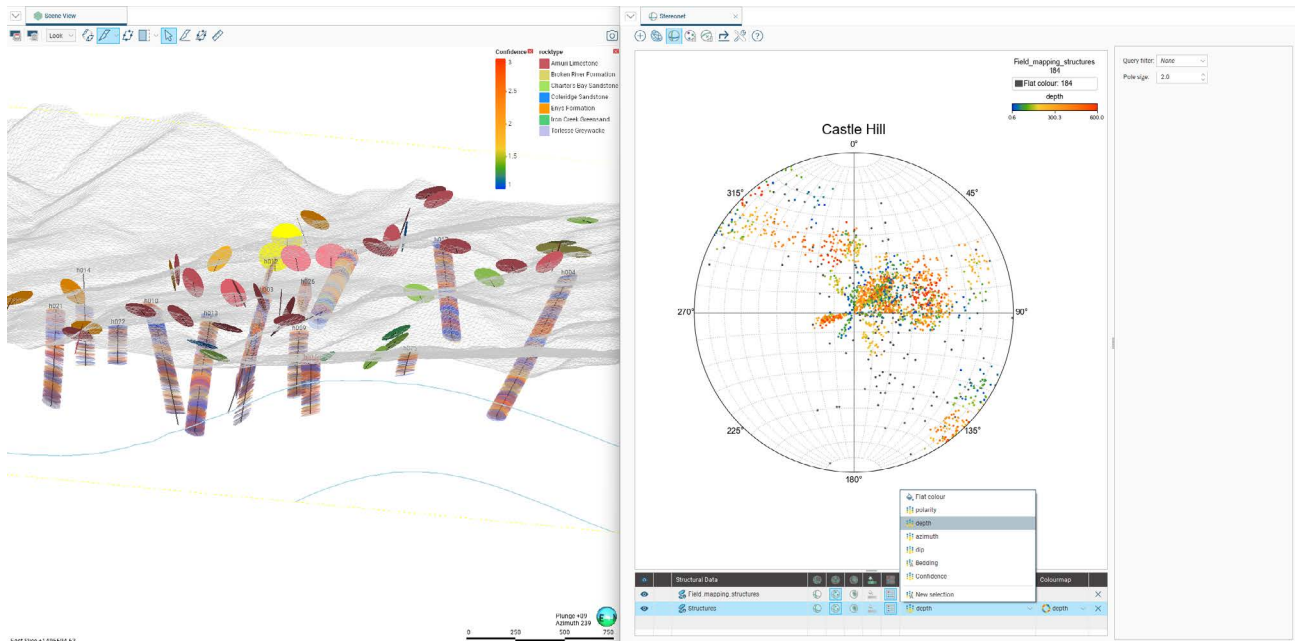 Scene View
Look
Confidence
3
2.5
2
1.5
1
rocktype
Amuri Limestone
Broken River Formation
Charteris Bay Sandstone
Coleridge Sandstone
Enys Formation
Iron Creek Greensand
Torlesse Greywacke
h014
h021
h022
h010
h013
h003
h025
h009
h016
h017
h004
Plunge +09
Azimuth 239
0 250 500 750
Stereonet
Field_mapping_structures
184
Flat colour: 184
depth
0.6 300.3 600.0
Castle Hill
0°
45°
90°
135°
180°
225°
270°
315°
Query filter: None
Pole size: 2.0
Flat colour
polarity
depth
azimuth
dip
Bedding
Confidence
New selection
Structural Data
Colourmap
Field_mapping_structures
Structures
depth
depth